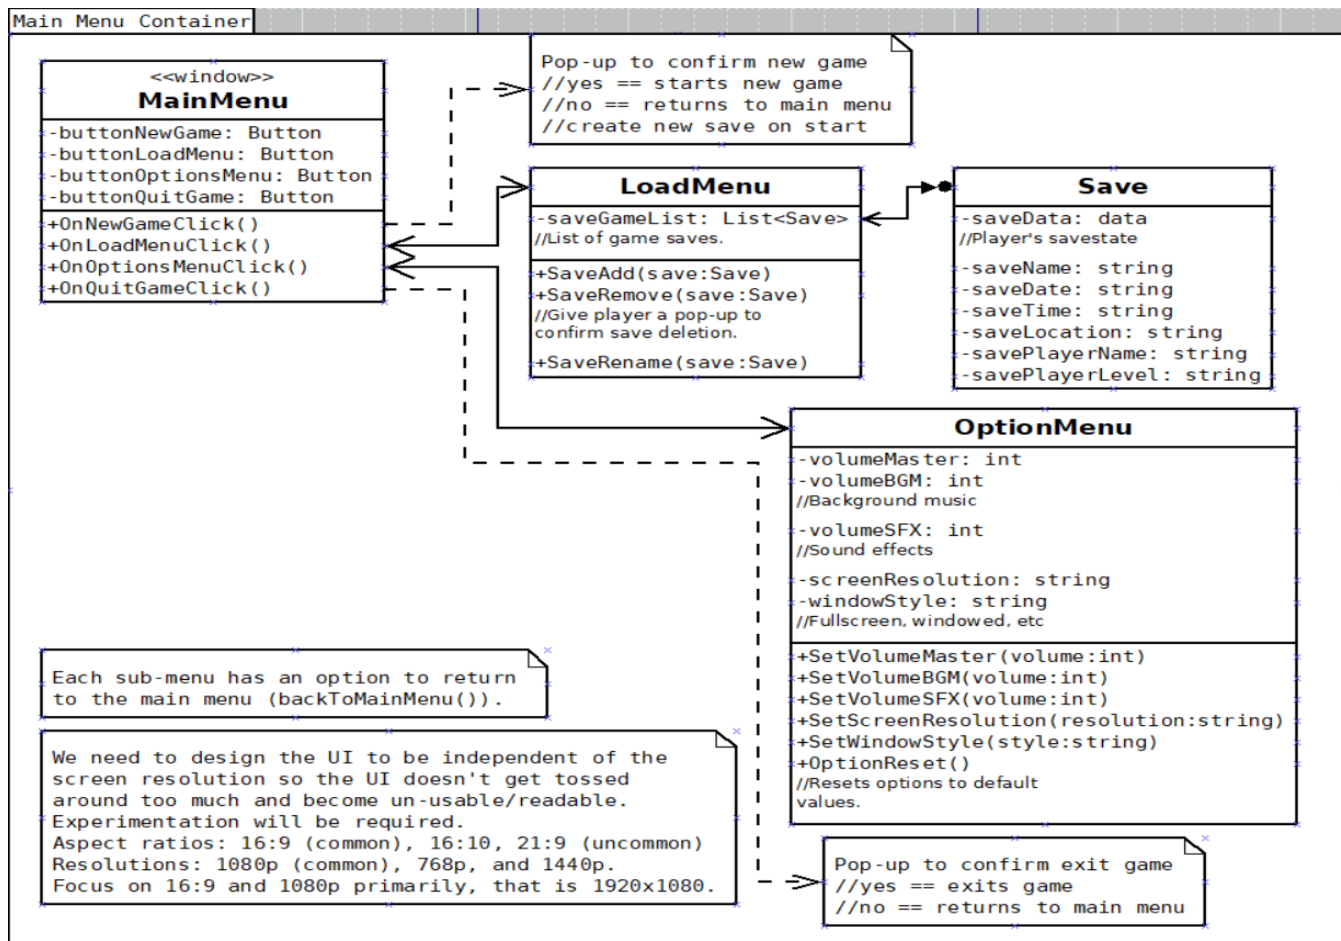 Main Menu Container
<<window>>
MainMenu
-buttonNewGame: Button
-buttonLoadMenu: Button
-buttonOptionsMenu: Button
-buttonQuitGame: Button
+OnNewGameClick()
+OnLoadMenuClick()
+OnOptionsMenuClick()
+OnQuitGameClick()
Pop-up to confirm new game
//yes == starts new game
//no == returns to main menu
//create new save on start
LoadMenu
-saveGameList: List<Save>
//List of game saves.
+SaveAdd(save:Save)
+SaveRemove(save:Save)
//Give player a pop-up to
confirm save deletion.
+SaveRename(save:Save)
Save
-saveData: data
//Player's savestate
-saveName: string
-saveDate: string
-saveTime: string
-saveLocation: string
-savePlayerName: string
-savePlayerLevel: string
OptionMenu
-volumeMaster: int
-volumeBGM: int
//Background music
-volumeSFX: int
//Sound effects
-screenResolution: string
-windowStyle: string
//Fullscreen, windowed, etc
+SetVolumeMaster(volume:int)
+SetVolumeBGM(volume:int)
+SetVolumeSFX(volume:int)
+SetScreenResolution(resolution:string)
+SetWindowStyle(style:string)
+OptionReset()
//Resets options to default
values.
Each sub-menu has an option to return
to the main menu (backToMainMenu()).
We need to design the UI to be independent of the
screen resolution so the UI doesn't get tossed
around too much and become un-usable/readable.
Experimentation will be required.
Aspect ratios: 16:9 (common), 16:10, 21:9 (uncommon)
Resolutions: 1080p (common), 768p, and 1440p.
Focus on 16:9 and 1080p primarily, that is 1920x1080.
Pop-up to confirm exit game
//yes == exits game
//no == returns to main menu